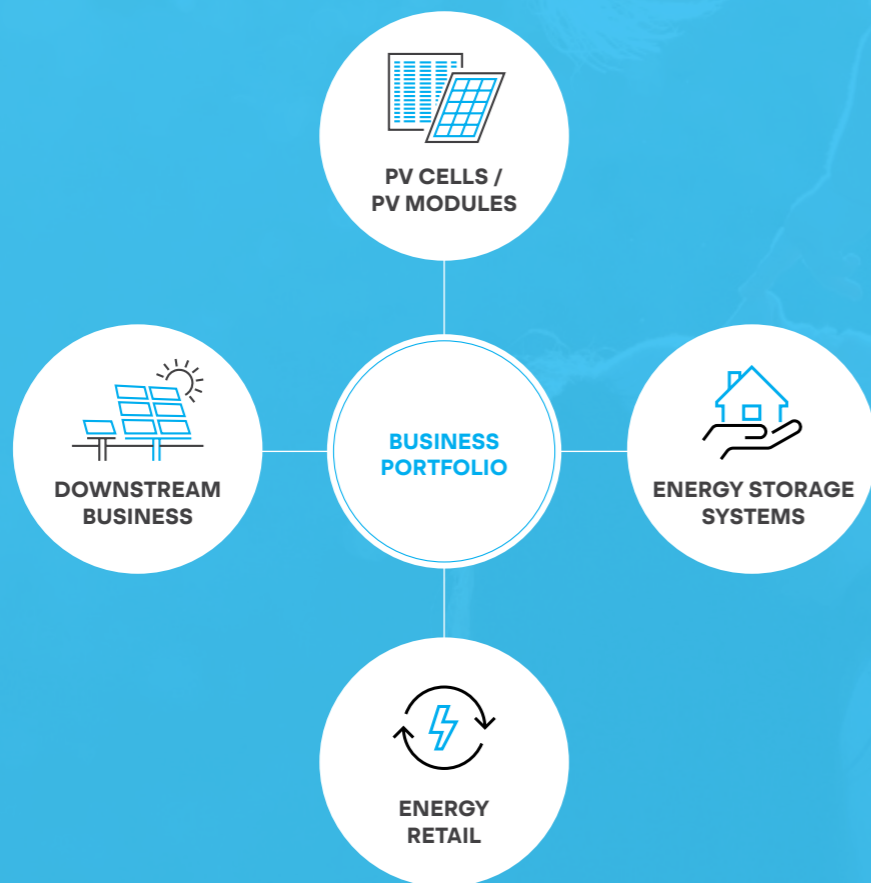 PV CELLS /
PV MODULES
DOWNSTREAM
BUSINESS
BUSINESS
PORTFOLIO
ENERGY STORAGE
SYSTEMS
ENERGY
RETAIL